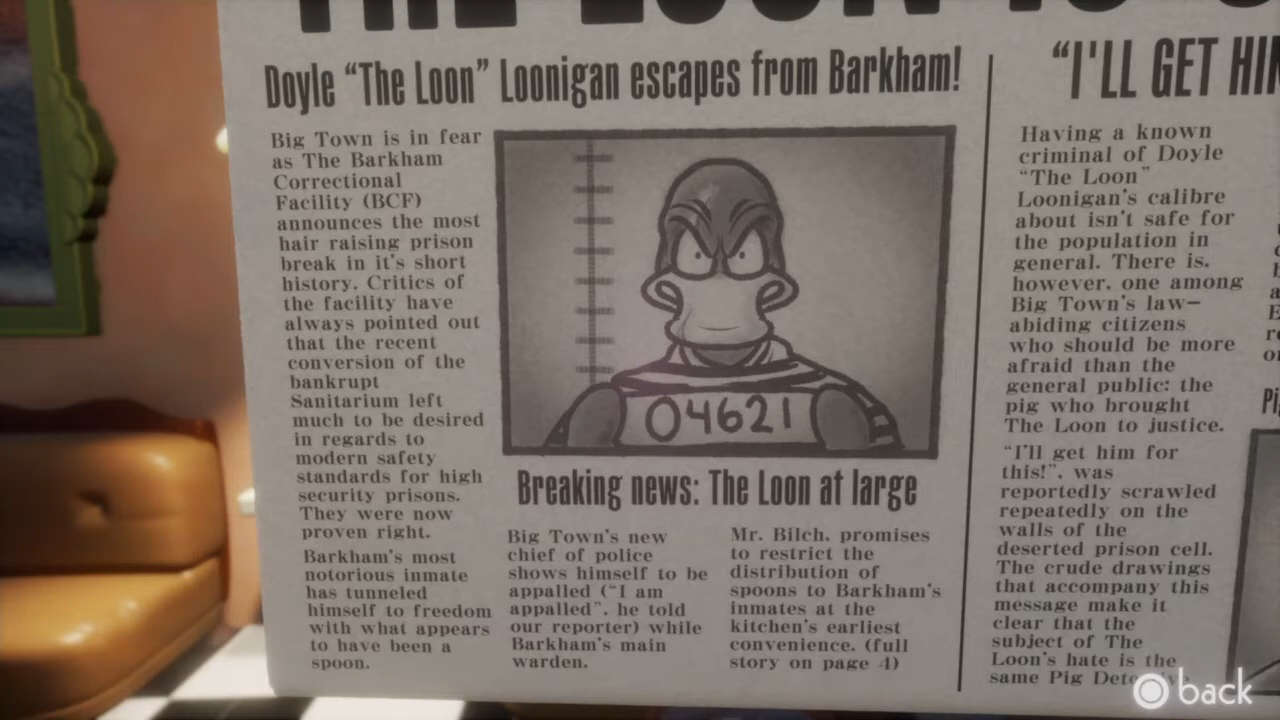 Doyle “The Loon” Loonigan escapes from Barkham!
Big Town is in fear
as The Barkham
Correctional
Facility (BCF)
announces the most
hair raising prison
break in it's short
history. Critics of
the facility have
always pointed out
that the recent
conversion of the
bankrupt
Sanitarium left
much to be desired
in regards to
modern safety
standards for high
security prisons.
They were now
proven right.
Barkham's most
notorious inmate
has tunneled
himself to freedom
with what appears
to have been a
spoon.
04621
Breaking news: The Loon at large
Big Town's new
chief of police
shows himself to be
appalled (“I am
appalled”. he told
our reporter) while
Barkham's main
warden.
Mr. Bilch. promises
to restrict the
distribution of
spoons to Barkham's
inmates at the
kitchen's earliest
convenience. (full
story on page 4)
“I'LL GET
Having a known
criminal of Doyle
“The Loon”
Loonigan's calibre
about isn't safe for
the population in
general. There is.
however. one among
Big Town's law–
abiding citizens
who should be more
afraid than the
general public: the
pig who brought
The Loon to justice.
“I'll get him for
this!”. was
reportedly scrawled
repeatedly on the
walls of the
deserted prison cell.
The crude drawings
that accompany this
message make it
clear that the
subject of The
Loon's hate is the
same Pig
back